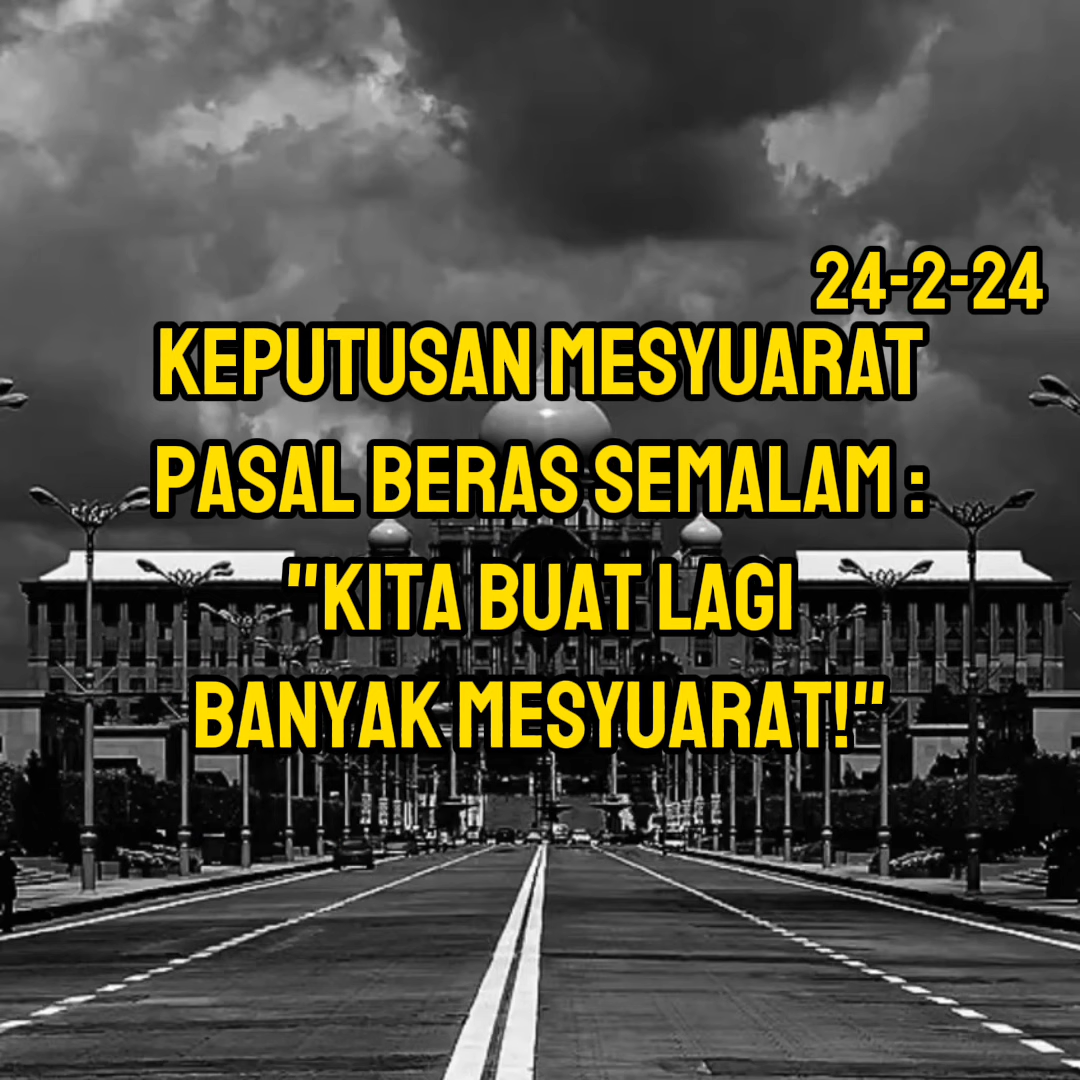 24-2-24
KEPUTUSAN MESYUARAT
PASAL BERAS SEMALAM :
"KITA BUAT LAGI
BANYAK MESYUARAT!"